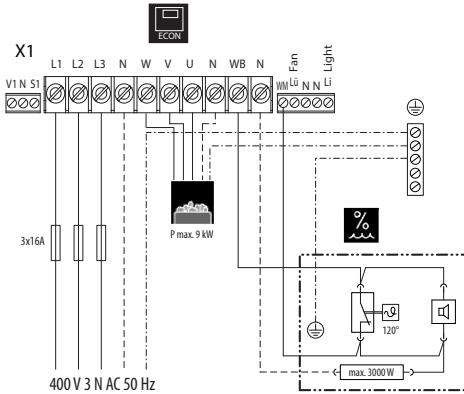 ECON
X1
L1 L2 L3 N W V U N WB N
WM Fan Lü N N Light Li
V1 N S1
3x16A
P max. 9 kW
%
120°
max. 3000 W
400 V 3 N AC 50 Hz